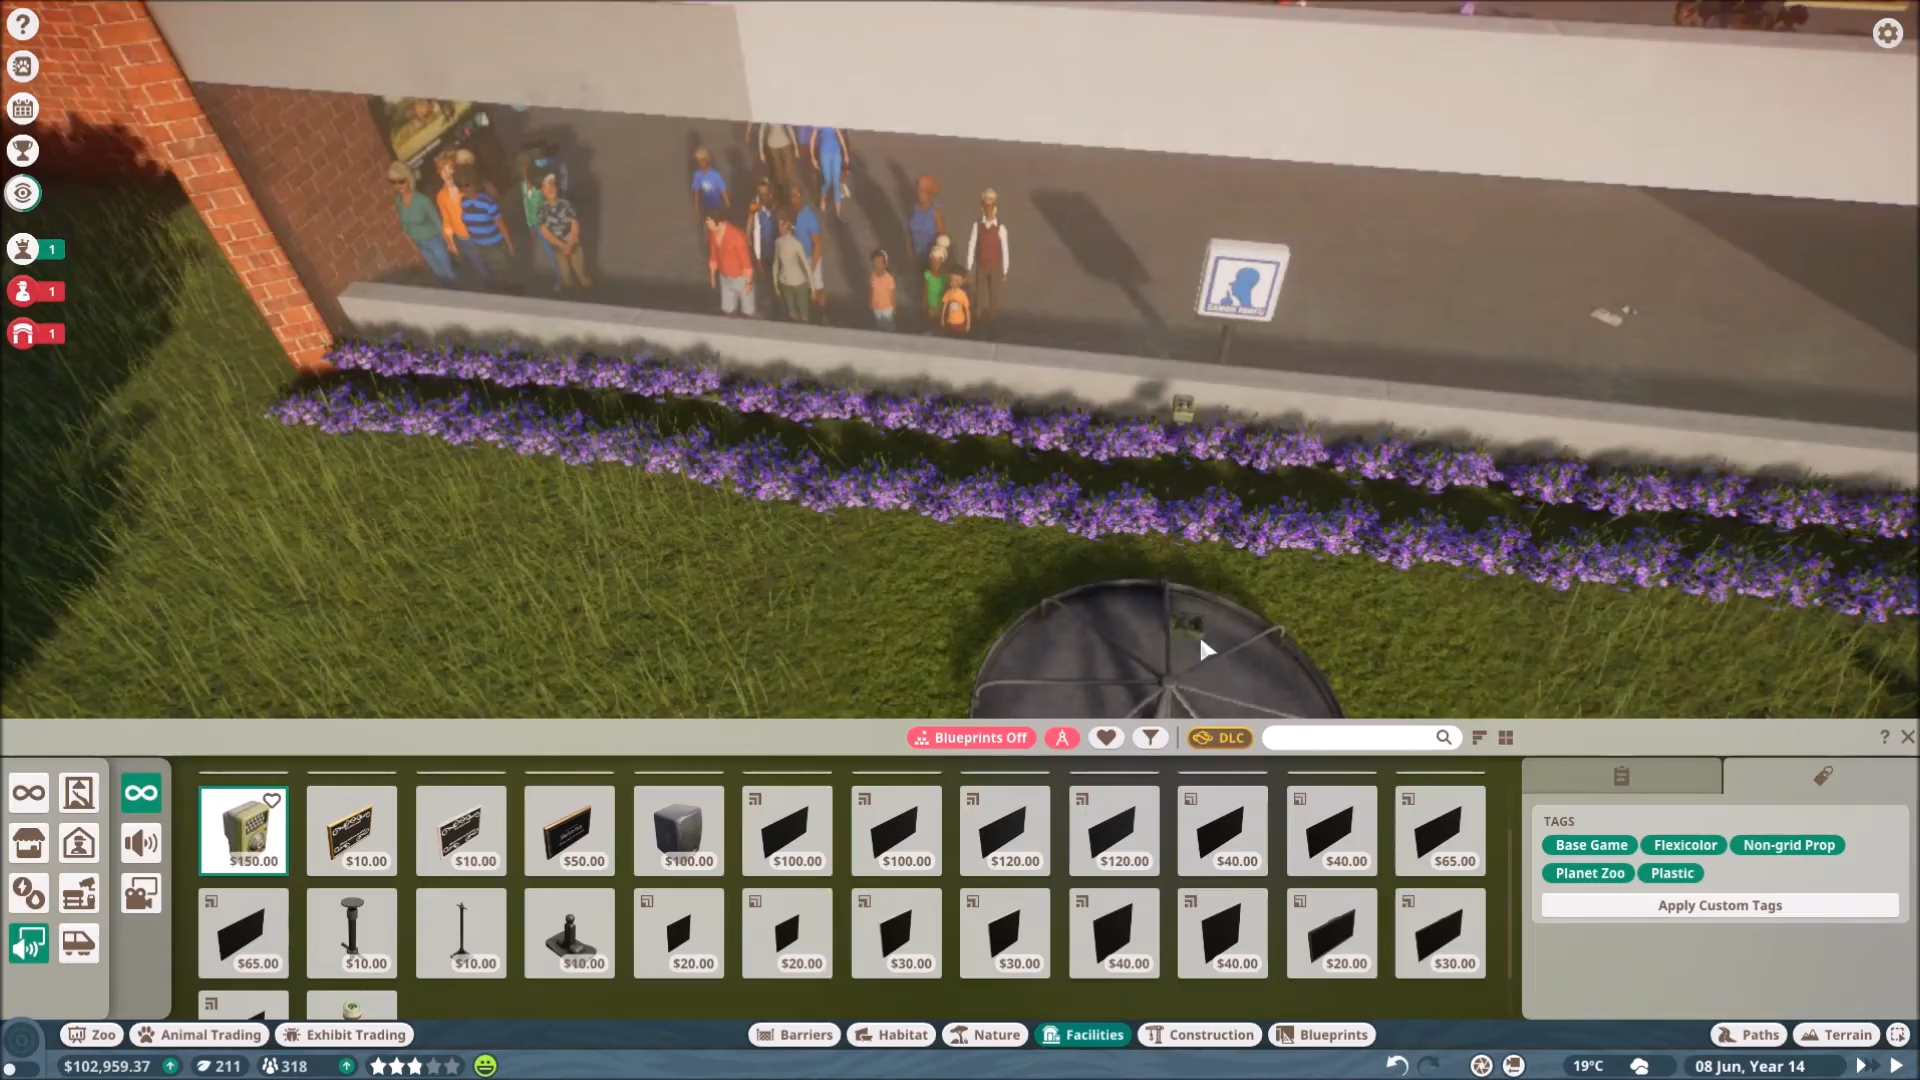 ?
1
1
1
Blueprints Off
DLC
?
$150.00
$10.00
$10.00
$50.00
$100.00
$100.00
$100.00
$120.00
$120.00
$40.00
$40.00
$65.00
$65.00
$10.00
$10.00
$10.00
$20.00
$20.00
$30.00
$30.00
$40.00
$40.00
$20.00
$30.00
TAGS
Base Game
Flexicolor
Non-grid Prop
Planet Zoo
Plastic
Apply Custom Tags
Zoo
Animal Trading
Exhibit Trading
Barriers
Habitat
Nature
Facilities
Construction
Blueprints
Paths
Terrain
$102,959.37
211
318
19°C
08 Jun, Year 14